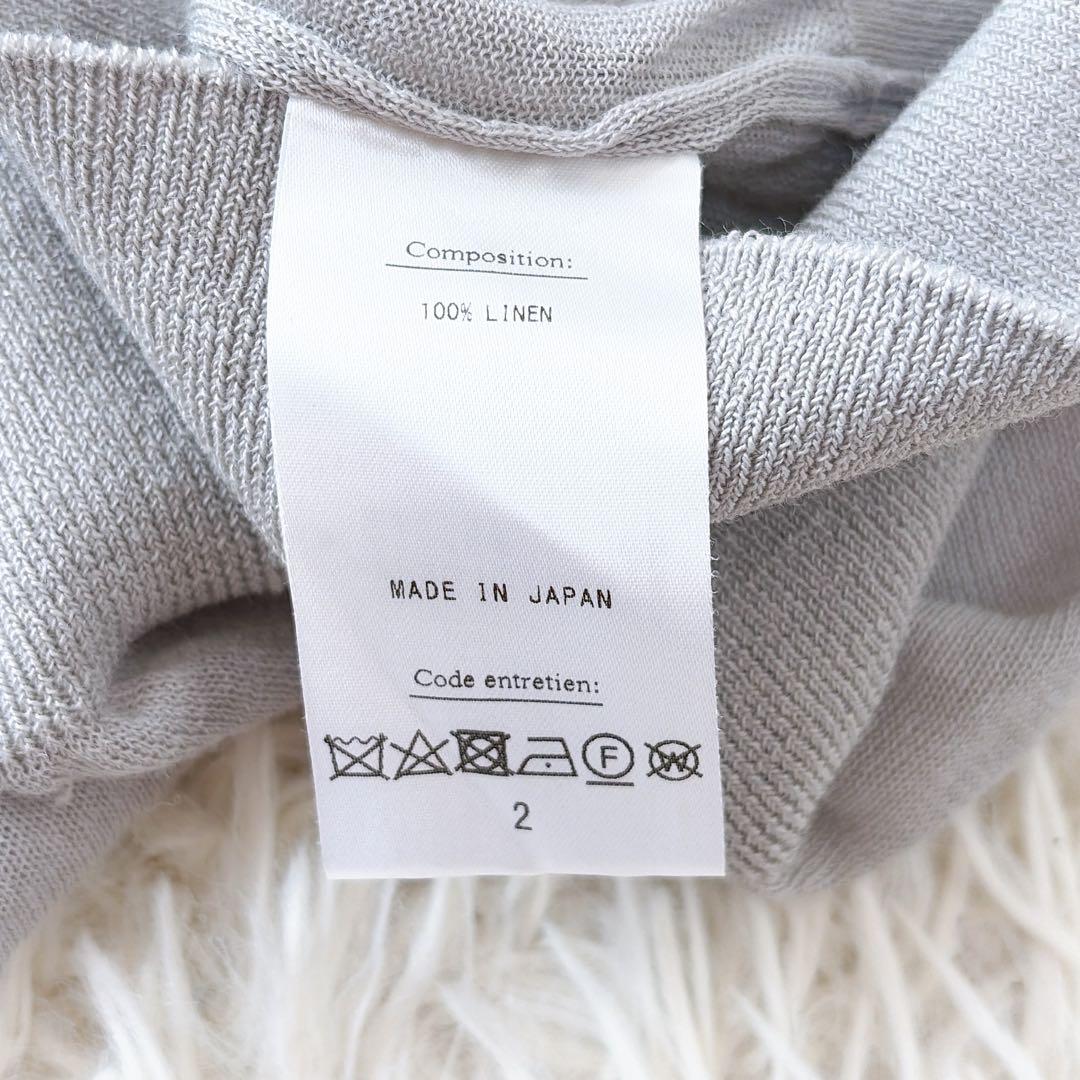 Composition:
100% LINEN
MADE IN JAPAN
Code entretien:
F W
2